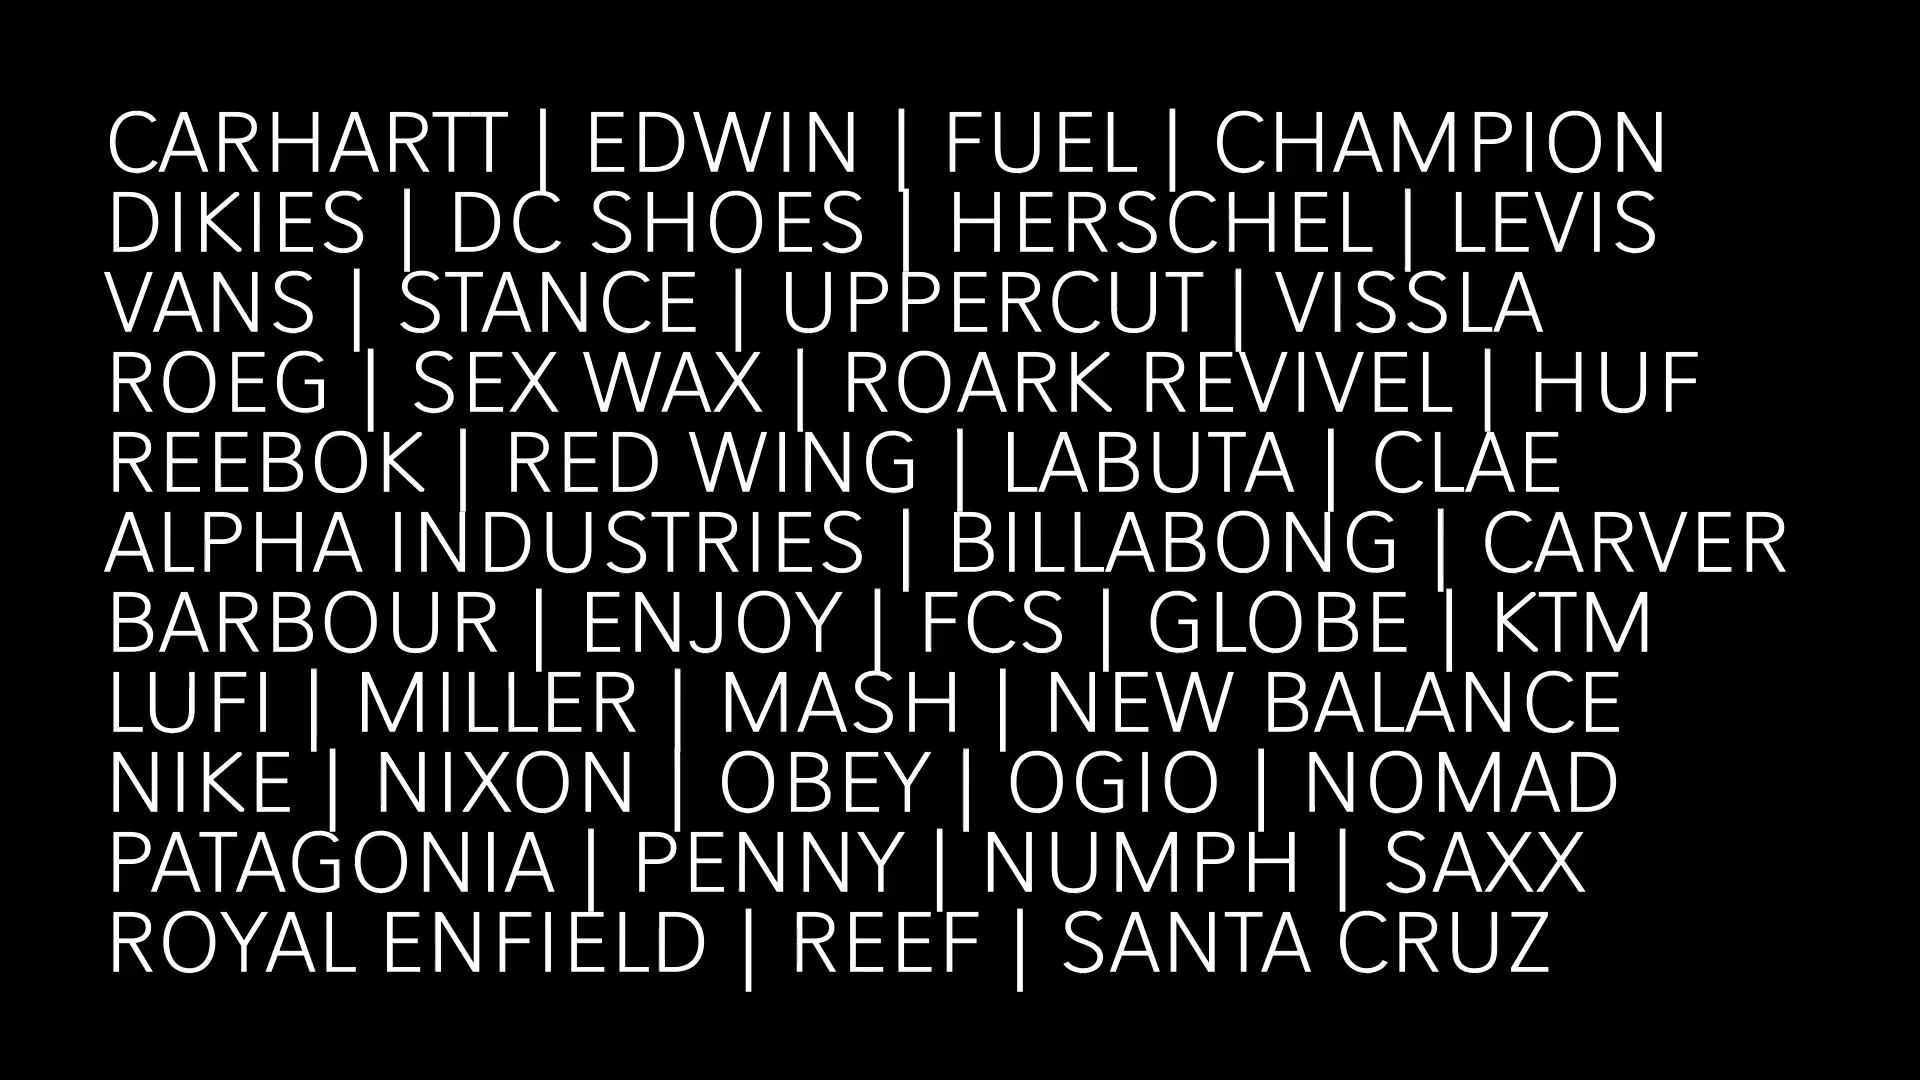 CARHARTT | EDWIN | FUEL | CHAMPION
DIKIES | DC SHOES | HERSCHEL | LEVIS
VANS | STANCE | UPPERCUT | VISSLA
ROEG | SEX WAX | ROARK REVIVEL | HUF
REEBOK | RED WING | LABUTA | CLAE
ALPHA INDUSTRIES | BILLABONG | CARVER
BARBOUR | ENJOY | FCS | GLOBE | KTM
LUFI | MILLER | MASH | NEW BALANCE
NIKE | NIXON | OBEY | OGIO | NOMAD
PATAGONIA | PENNY | NUMPH | SAXX
ROYAL ENFIELD | REEF | SANTA CRUZ